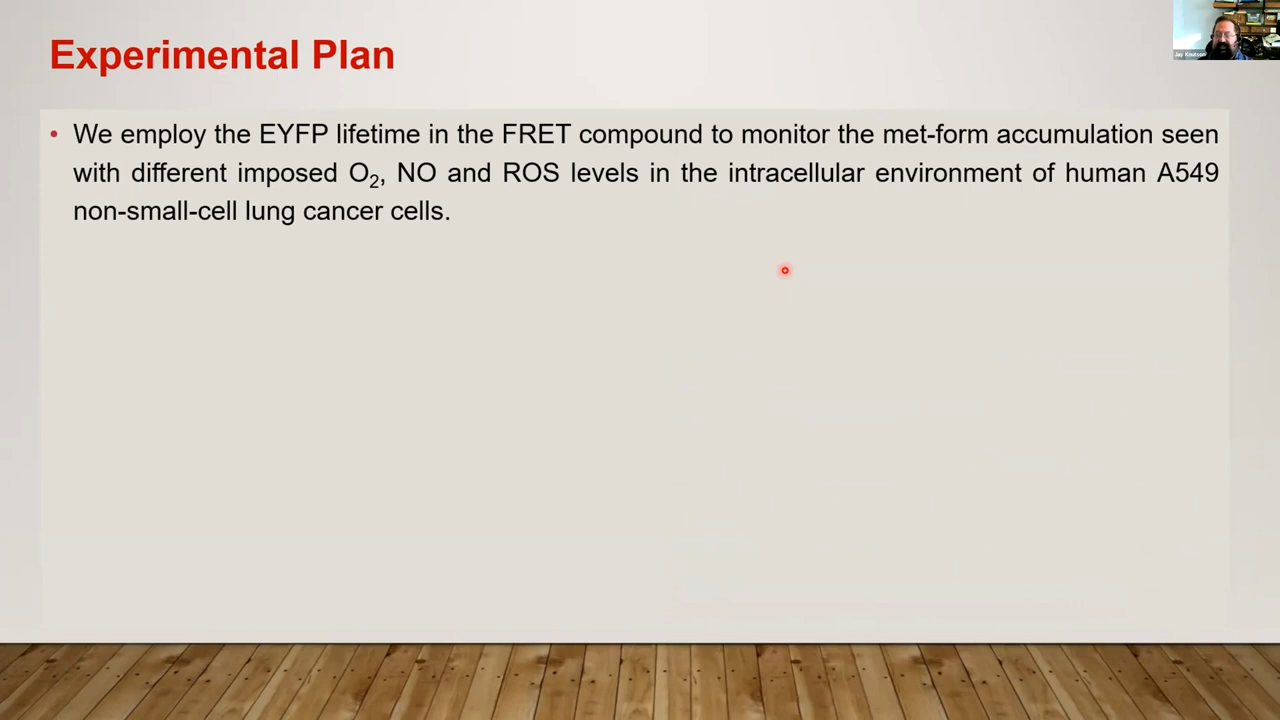 Experimental Plan
Jay Knutson
• We employ the EYFP lifetime in the FRET compound to monitor the met-form accumulation seen
with different imposed O₂, NO and ROS levels in the intracellular environment of human A549
non-small-cell lung cancer cells.